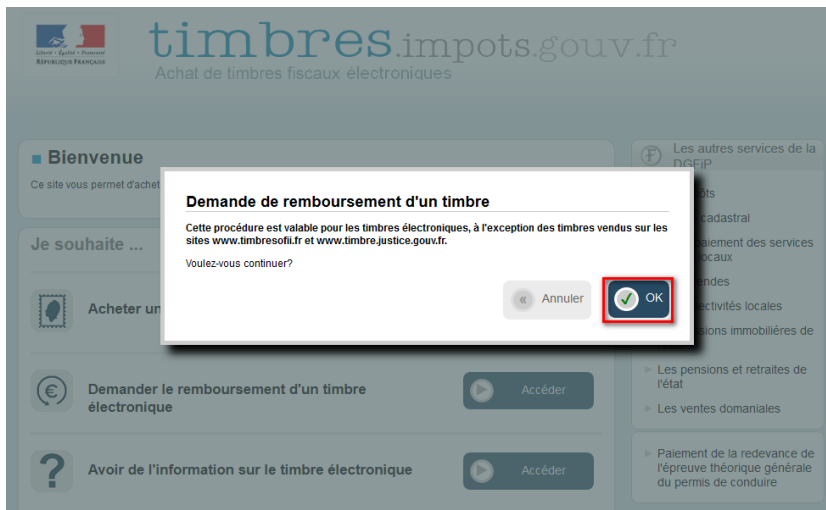 Liberté • Égalité • Fraternité
RÉPUBLIQUE FRANÇAISE
timbres.impots.gouv.fr
Achat de timbres fiscaux électroniques
Bienvenue
Ce site vous permet d'achet
Je souhaite ...
Acheter un
Demander le remboursement d'un timbre
électronique
Accéder
Avoir de l'information sur le timbre électronique
Accéder
Demande de remboursement d'un timbre
Cette procédure est valable pour les timbres électroniques, à l'exception des timbres vendus sur les
sites www.timbresofii.fr et www.timbre.justice.gouv.fr.
Voulez-vous continuer?
Annuler
OK
Les autres services de la
DGFiP
ôts
cadastral
aiement des services
ocaux
endes
ectivités locales
ssions immobilières de
Les pensions et retraites de
l'état
Les ventes domaniales
Paiement de la redevance de
l'épreuve théorique générale
du permis de conduire